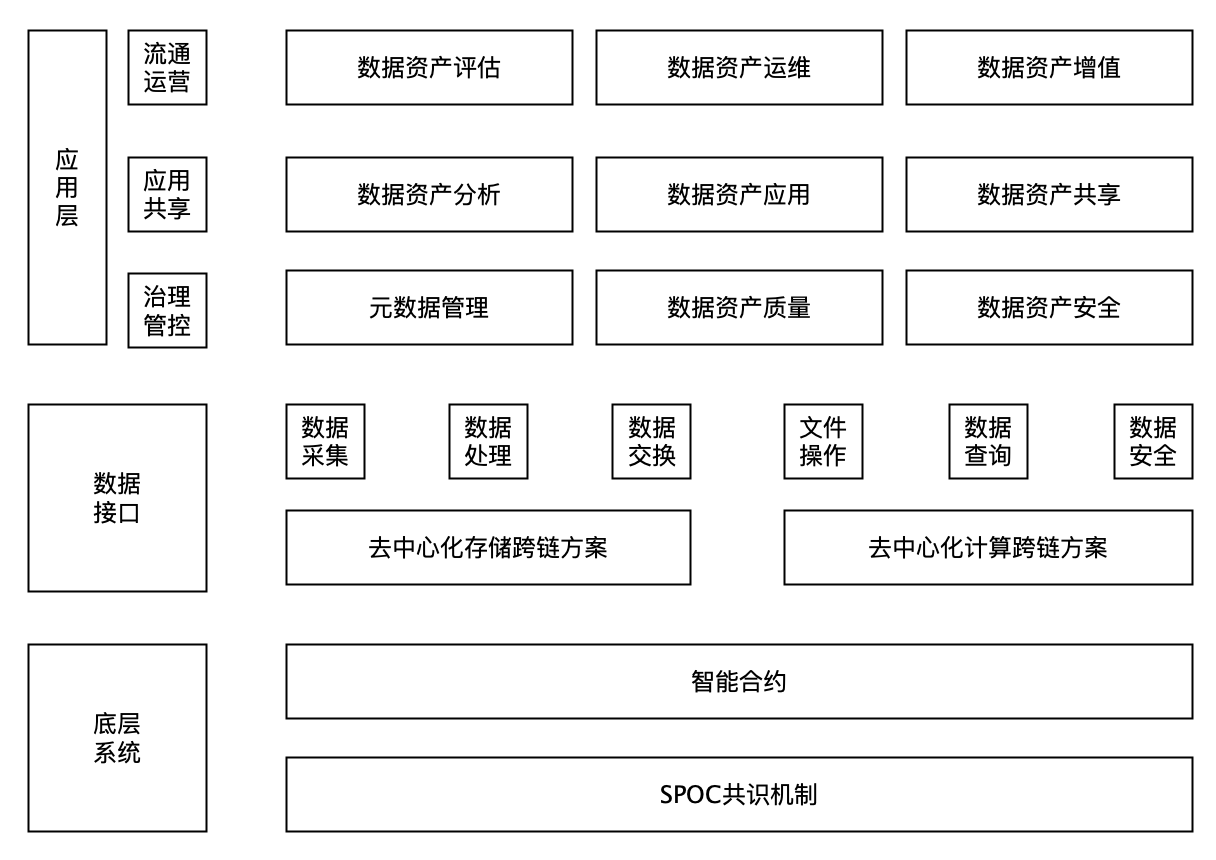 应
用
层
流通
运营
数据资产评估
数据资产运维
数据资产增值
应用
共享
数据资产分析
数据资产应用
数据资产共享
治理
管控
元数据管理
数据资产质量
数据资产安全
数据
接口
数据
采集
数据
处理
数据
交换
文件
操作
数据
查询
数据
安全
去中心化存储跨链方案
去中心化计算跨链方案
底层
系统
智能合约
SPOC共识机制